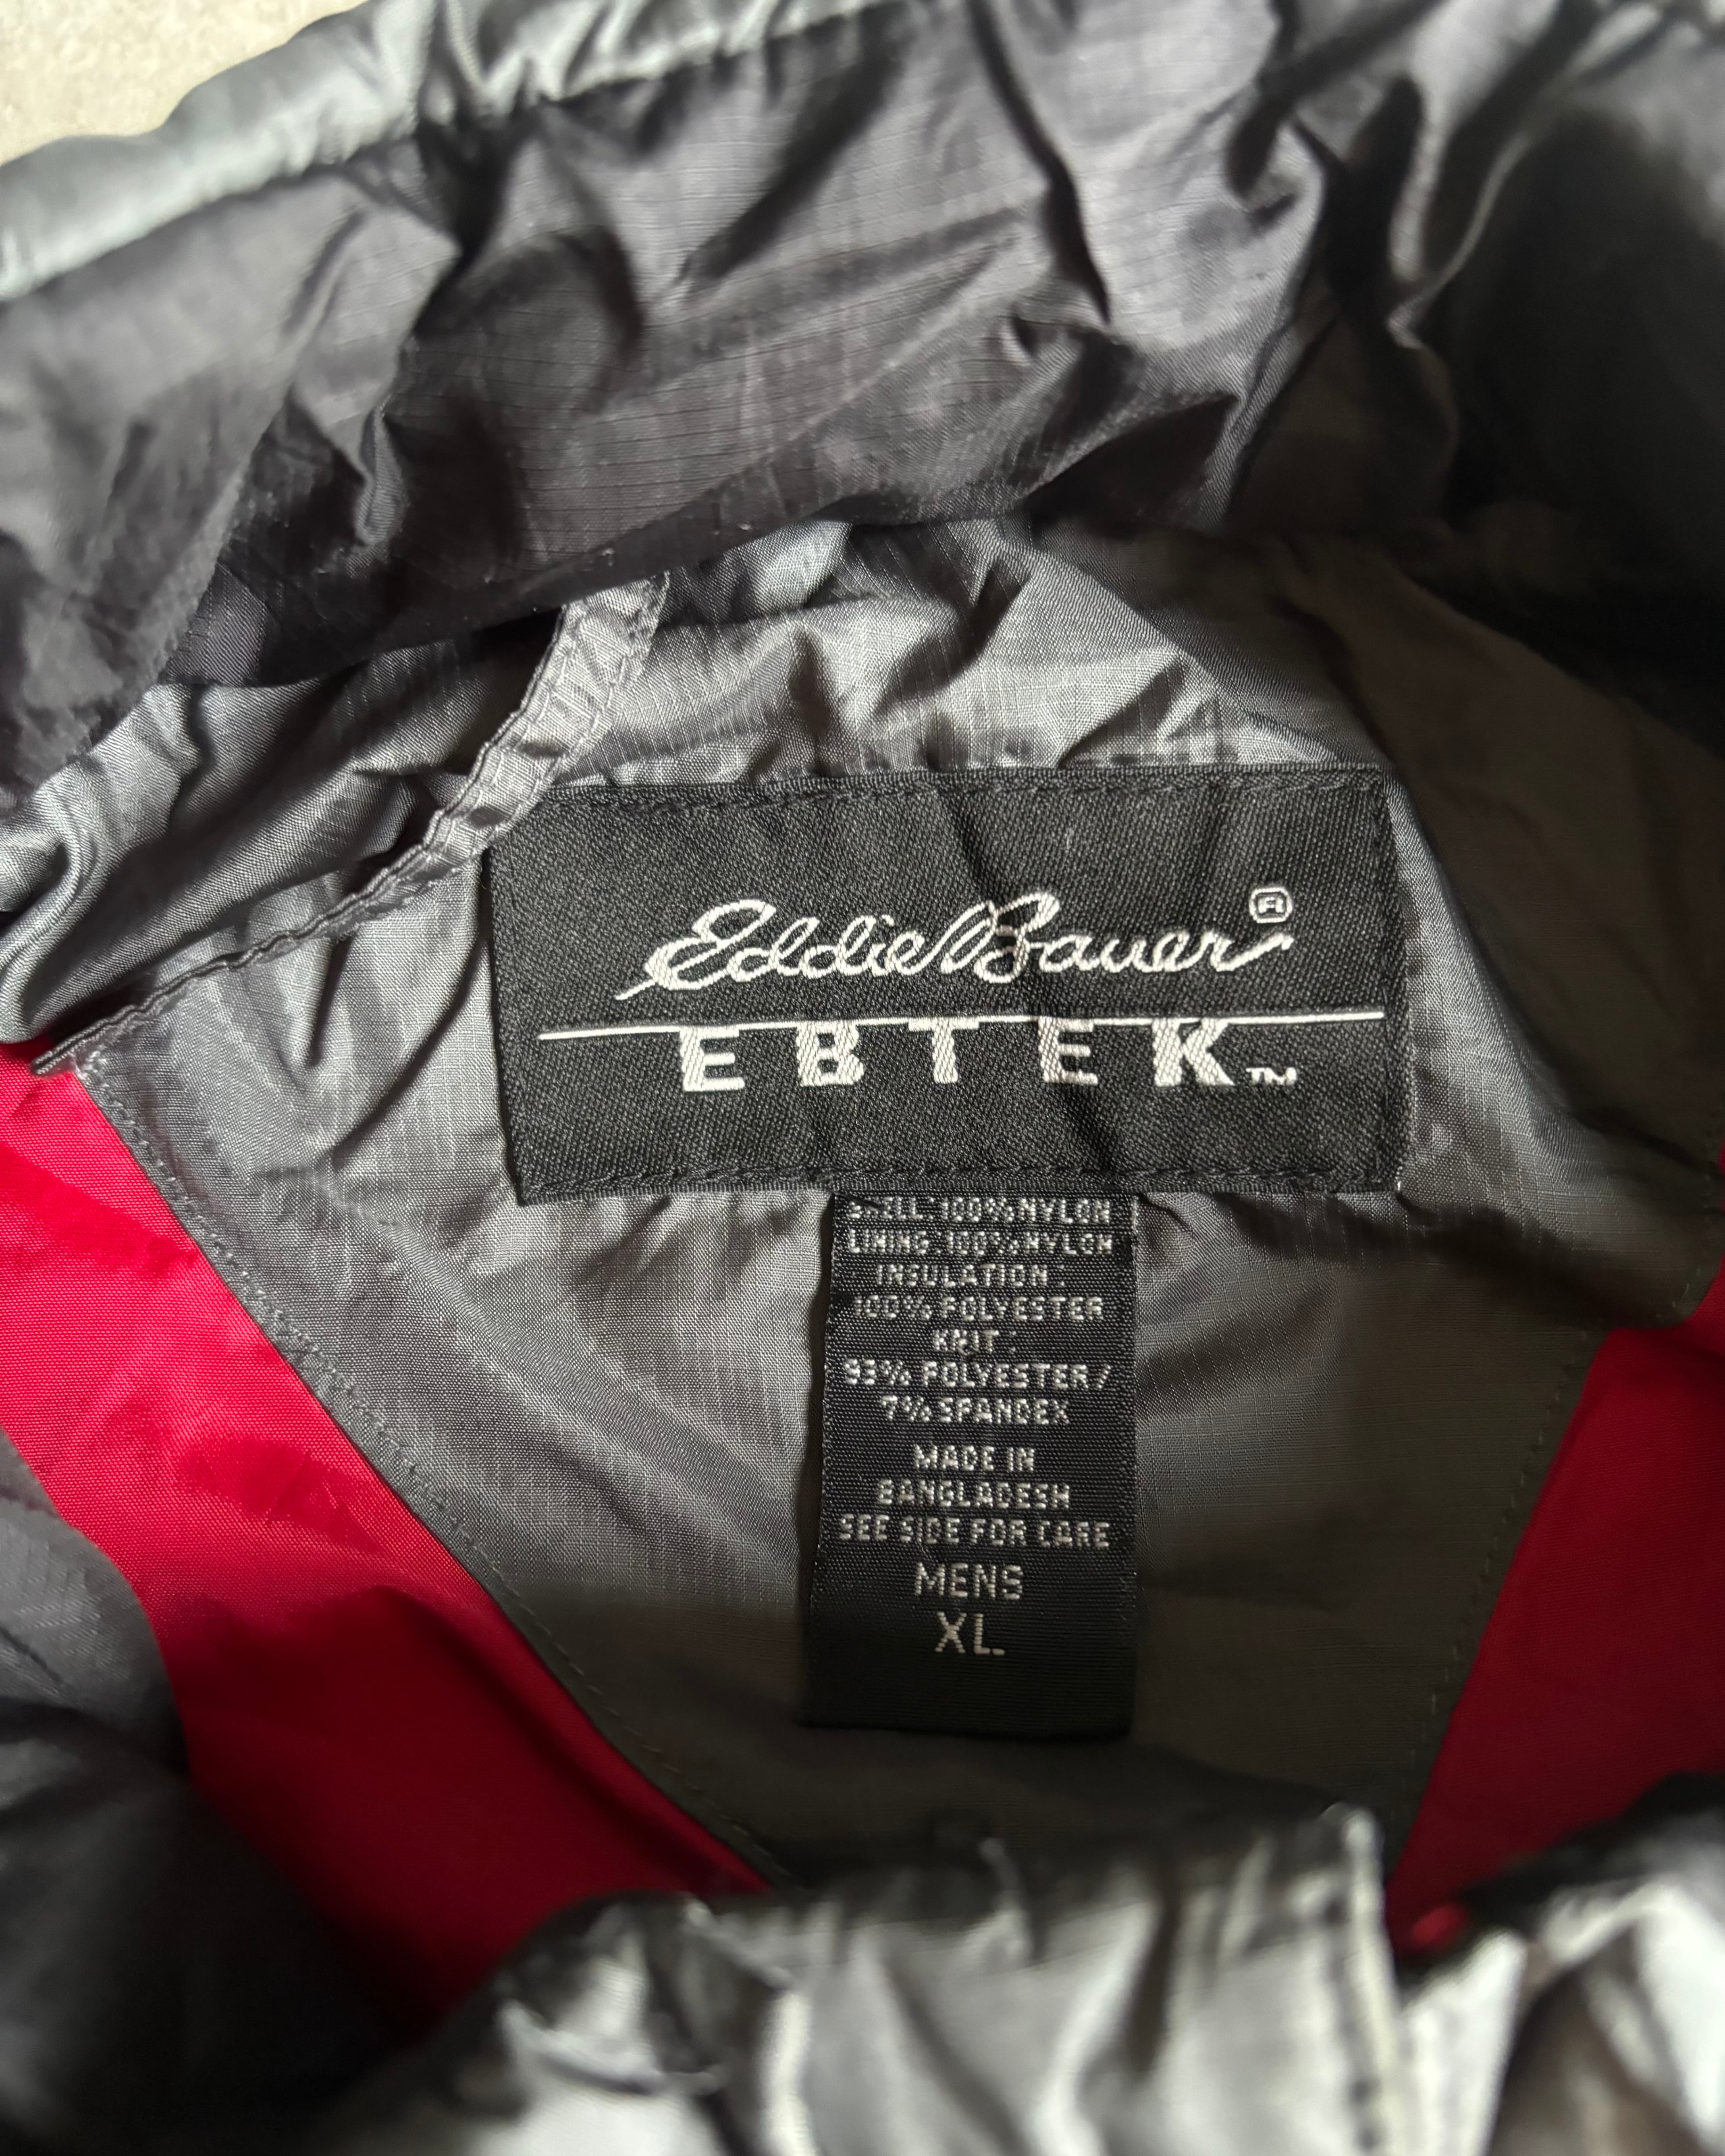 Eddie Bauer®
EBTEK™
SHELL: 100% NYLON
LINING: 100% NYLON
INSULATION:
100% POLYESTER
KNIT:
93% POLYESTER/
7% SPANDEX
MADE IN
BANGLADESH
SEE SIDE FOR CARE
MENS
XL